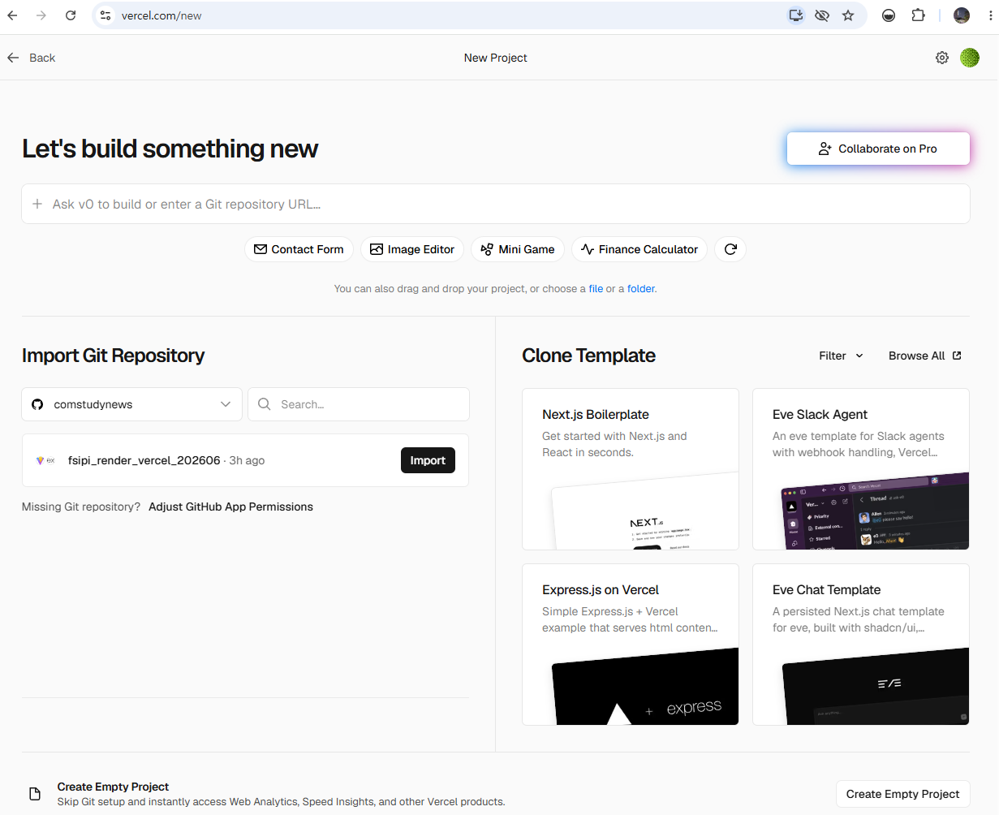 vercel.com/new
Back
New Project
Let's build something new
Collaborate on Pro
Ask v0 to build or enter a Git repository URL...
Contact Form
Image Editor
Mini Game
Finance Calculator
You can also drag and drop your project, or choose a file or a folder.
Import Git Repository
comstudynews
Search...
ex
fsipi_render_vercel_202606 · 3h ago
Import
Missing Git repository? Adjust GitHub App Permissions
Clone Template
Filter
Browse All
Next.js Boilerplate
Get started with Next.js and
React in seconds.
NEXT.js
Eve Slack Agent
An eve template for Slack agents
with webhook handling, Vercel...
Search Vercel
Ver...
Priority
External con...
Starred
Channels
Thread
Allen
Express.js on Vercel
Simple Express.js + Vercel
example that serves html conten...
+ express
Eve Chat Template
A persisted Next.js chat template
for eve, built with shadcn/ui,...
Ask anything...
Create Empty Project
Skip Git setup and instantly access Web Analytics, Speed Insights, and other Vercel products.
Create Empty Project